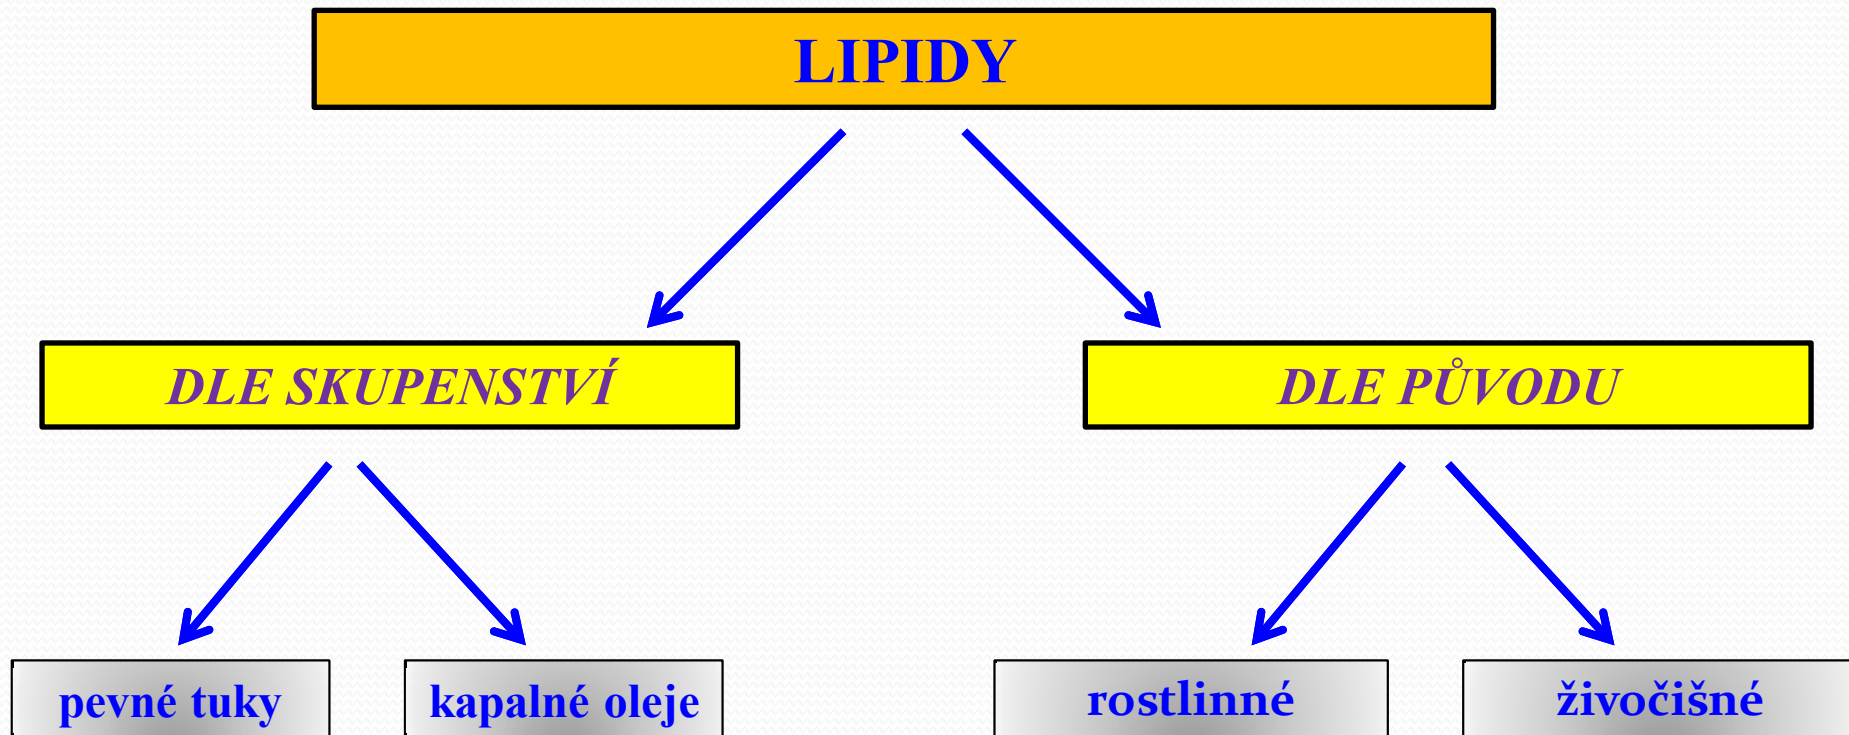 LIPIDY
DLE SKUPENSTVÍ
DLE PŮVODU
pevné tuky
kapalné oleje
rostlinné
živočišné